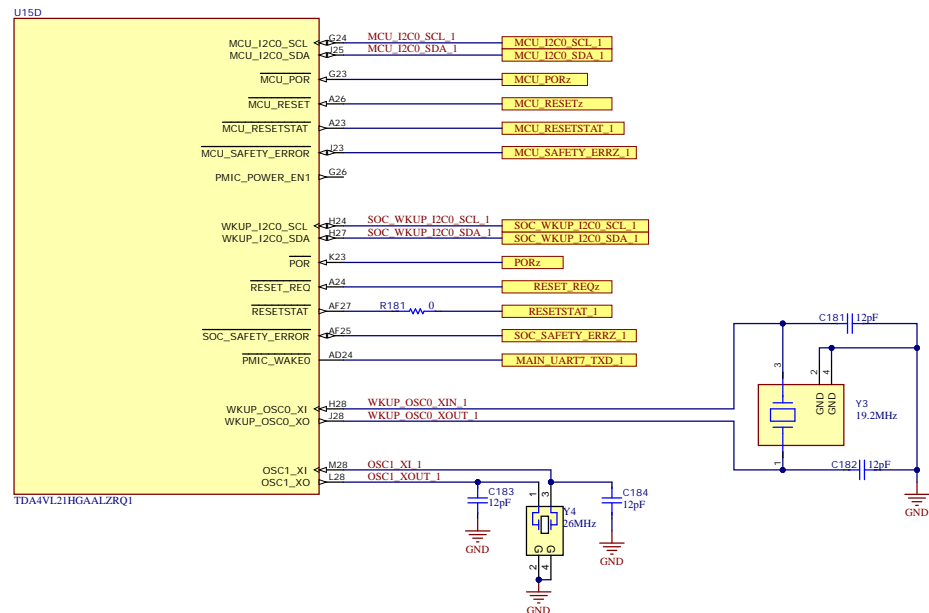 U15D
MCU_I2C0_SCL G24 MCU_I2C0_SCL_1 MCU_I2C0_SCL_1
MCU_I2C0_SDA J25 MCU_I2C0_SDA_1 MCU_I2C0_SDA_1
MCU_POR G23 MCU_PORz
MCU_RESET A26 MCU_RESETz
MCU_RESETSTAT A23 MCU_RESETSTAT_1
MCU_SAFETY_ERROR J23 MCU_SAFETY_ERRZ_1
PMIC_POWER_EN1 G26
WKUP_I2C0_SCL H24 SOC_WKUP_I2C0_SCL_1 SOC_WKUP_I2C0_SCL_1
WKUP_I2C0_SDA H27 SOC_WKUP_I2C0_SDA_1 SOC_WKUP_I2C0_SDA_1
POR K23 PORz
RESET_REQ A24 RESET_REQz
RESETSTAT AF27 R181 0 RESETSTAT_1
SOC_SAFETY_ERROR AF25 SOC_SAFETY_ERRZ_1
PMIC_WAKE0 AD24 MAIN_UART7_TXD_1
WKUP_OSC0_XI H28 WKUP_OSC0_XIN_1
WKUP_OSC0_XO J28 WKUP_OSC0_XOUT_1
OSC1_XI M28 OSC1_XI_1
OSC1_XO L28 OSC1_XOUT_1
TDA4VL21HGAALZRQ1
C181 12pF
3
2 4
GND GND
Y3
19.2MHz
1
C182 12pF
GND
C183
12pF
GND
1 3
Y4
26MHz
G G
2 4
GND
C184
12pF
GND